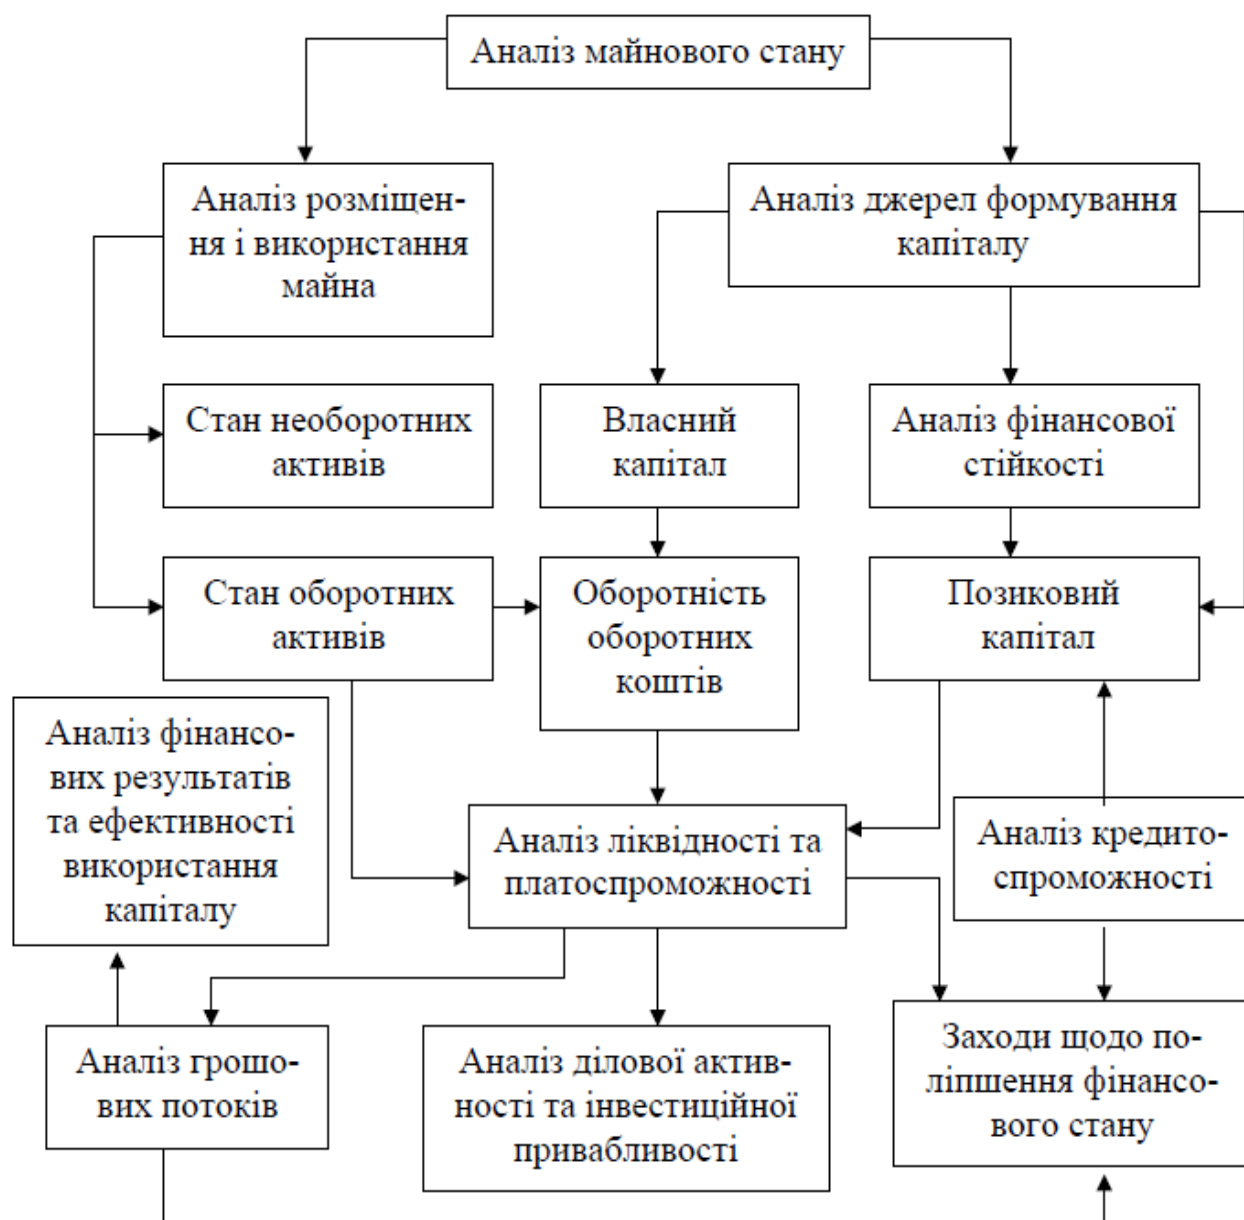 Аналіз майнового стану
Аналіз розміщен-
ня і використання
майна
Аналіз джерел формування
капіталу
Стан необоротних
активів
Власний
капітал
Аналіз фінансової
стійкості
Стан оборотних
активів
Оборотність
оборотних
коштів
Позиковий
капітал
Аналіз фінансо-
вих результатів
та ефективності
використання
капіталу
Аналіз ліквідності та
платоспроможності
Аналіз кредито-
спроможності
Аналіз грошо-
вих потоків
Аналіз ділової актив-
ності та інвестиційної
привабливості
Заходи щодо по-
ліпшення фінансо-
вого стану